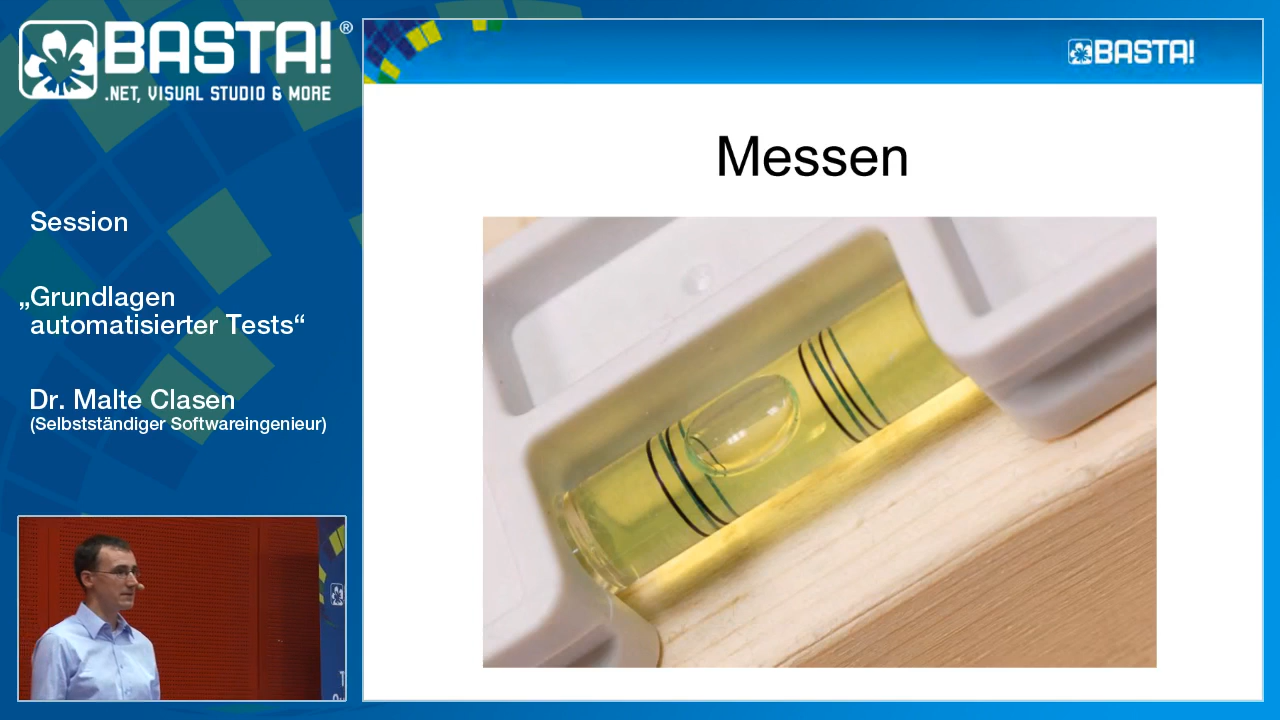 BASTA!®
.NET, VISUAL STUDIO & MORE
Session
„Grundlagen
automatisierter Tests“
Dr. Malte Clasen
(Selbstständiger Softwareingenieur)
BASTA!
Messen